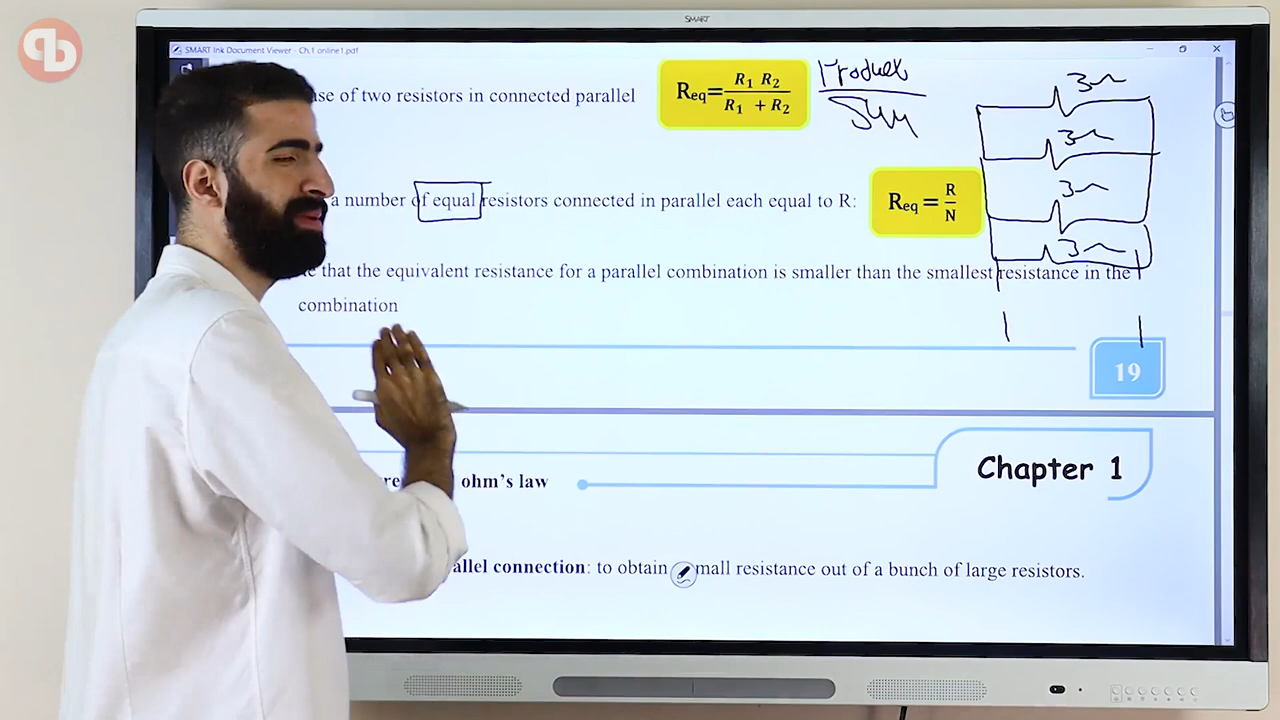 SMART
SMART Ink Document Viewer - Ch.1 online1.pdf
of two resistors in connected parallel
Req= R1 R2 / R1 + R2
Product
Sum
3Ω
3Ω
3Ω
3Ω
a number of equal resistors connected in parallel each equal to R:
Req = R / N
that the equivalent resistance for a parallel combination is smaller than the smallest resistance in the
combination
19
Chapter 1
ohm's law
connection: to obtain mall resistance out of a bunch of large resistors.